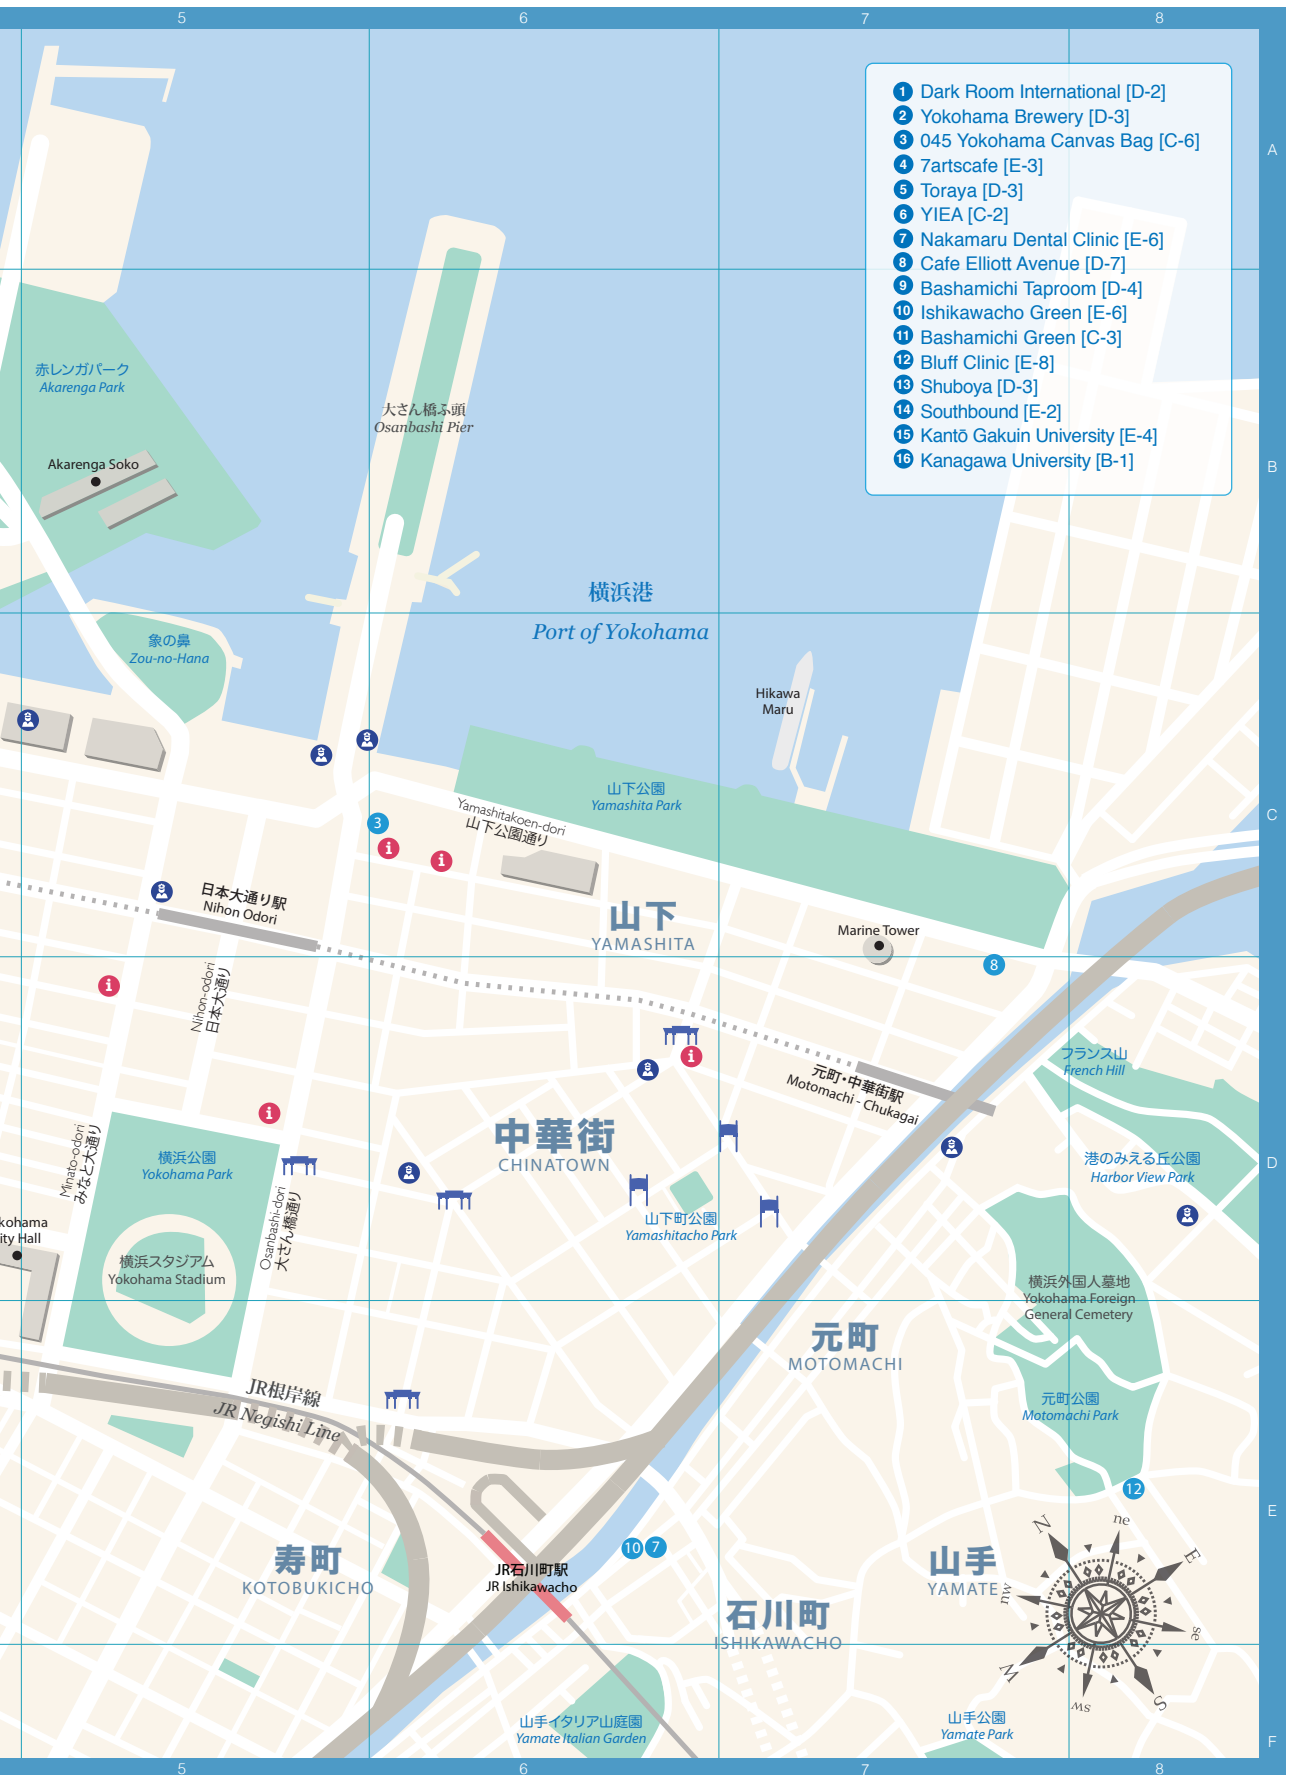 5
6
7
8
1 Dark Room International [D-2]
2 Yokohama Brewery [D-3]
3 045 Yokohama Canvas Bag [C-6]
4 7artscafe [E-3]
5 Toraya [D-3]
6 YIEA [C-2]
7 Nakamaru Dental Clinic [E-6]
8 Cafe Elliott Avenue [D-7]
9 Bashamichi Taproom [D-4]
10 Ishikawacho Green [E-6]
11 Bashamichi Green [C-3]
12 Bluff Clinic [E-8]
13 Shuboya [D-3]
14 Southbound [E-2]
15 Kantō Gakuin University [E-4]
16 Kanagawa University [B-1]
A
赤レンガパーク
Akarenga Park
大さん橋ふ頭
Osanbashi Pier
Akarenga Soko
B
横浜港
Port of Yokohama
象の鼻
Zou-no-Hana
Hikawa
Maru
山下公園
Yamashita Park
Yamashitakoen-dori
山下公園通り
3
C
日本大通り駅
Nihon Odori
山下
YAMASHITA
Marine Tower
8
Nihon-odori
日本大通り
フランス山
French Hill
元町・中華街駅
Motomachi - Chukagai
中華街
CHINATOWN
Minato-odori
みなと大通り
横浜公園
Yokohama Park
港のみえる丘公園
Harbor View Park
D
Osanbashi-dori
大さん橋通り
山下町公園
Yamashitacho Park
kohama
ity Hall
横浜スタジアム
Yokohama Stadium
横浜外国人墓地
Yokohama Foreign
General Cemetery
元町
MOTOMACHI
JR根岸線
JR Negishi Line
元町公園
Motomachi Park
12
E
10
7
寿町
KOTOBUKICHO
JR石川町駅
JR Ishikawacho
山手
YAMATE
N
ne
E
se
S
sw
W
nw
石川町
ISHIKAWACHO
山手イタリア山庭園
Yamate Italian Garden
山手公園
Yamate Park
F
5
6
7
8